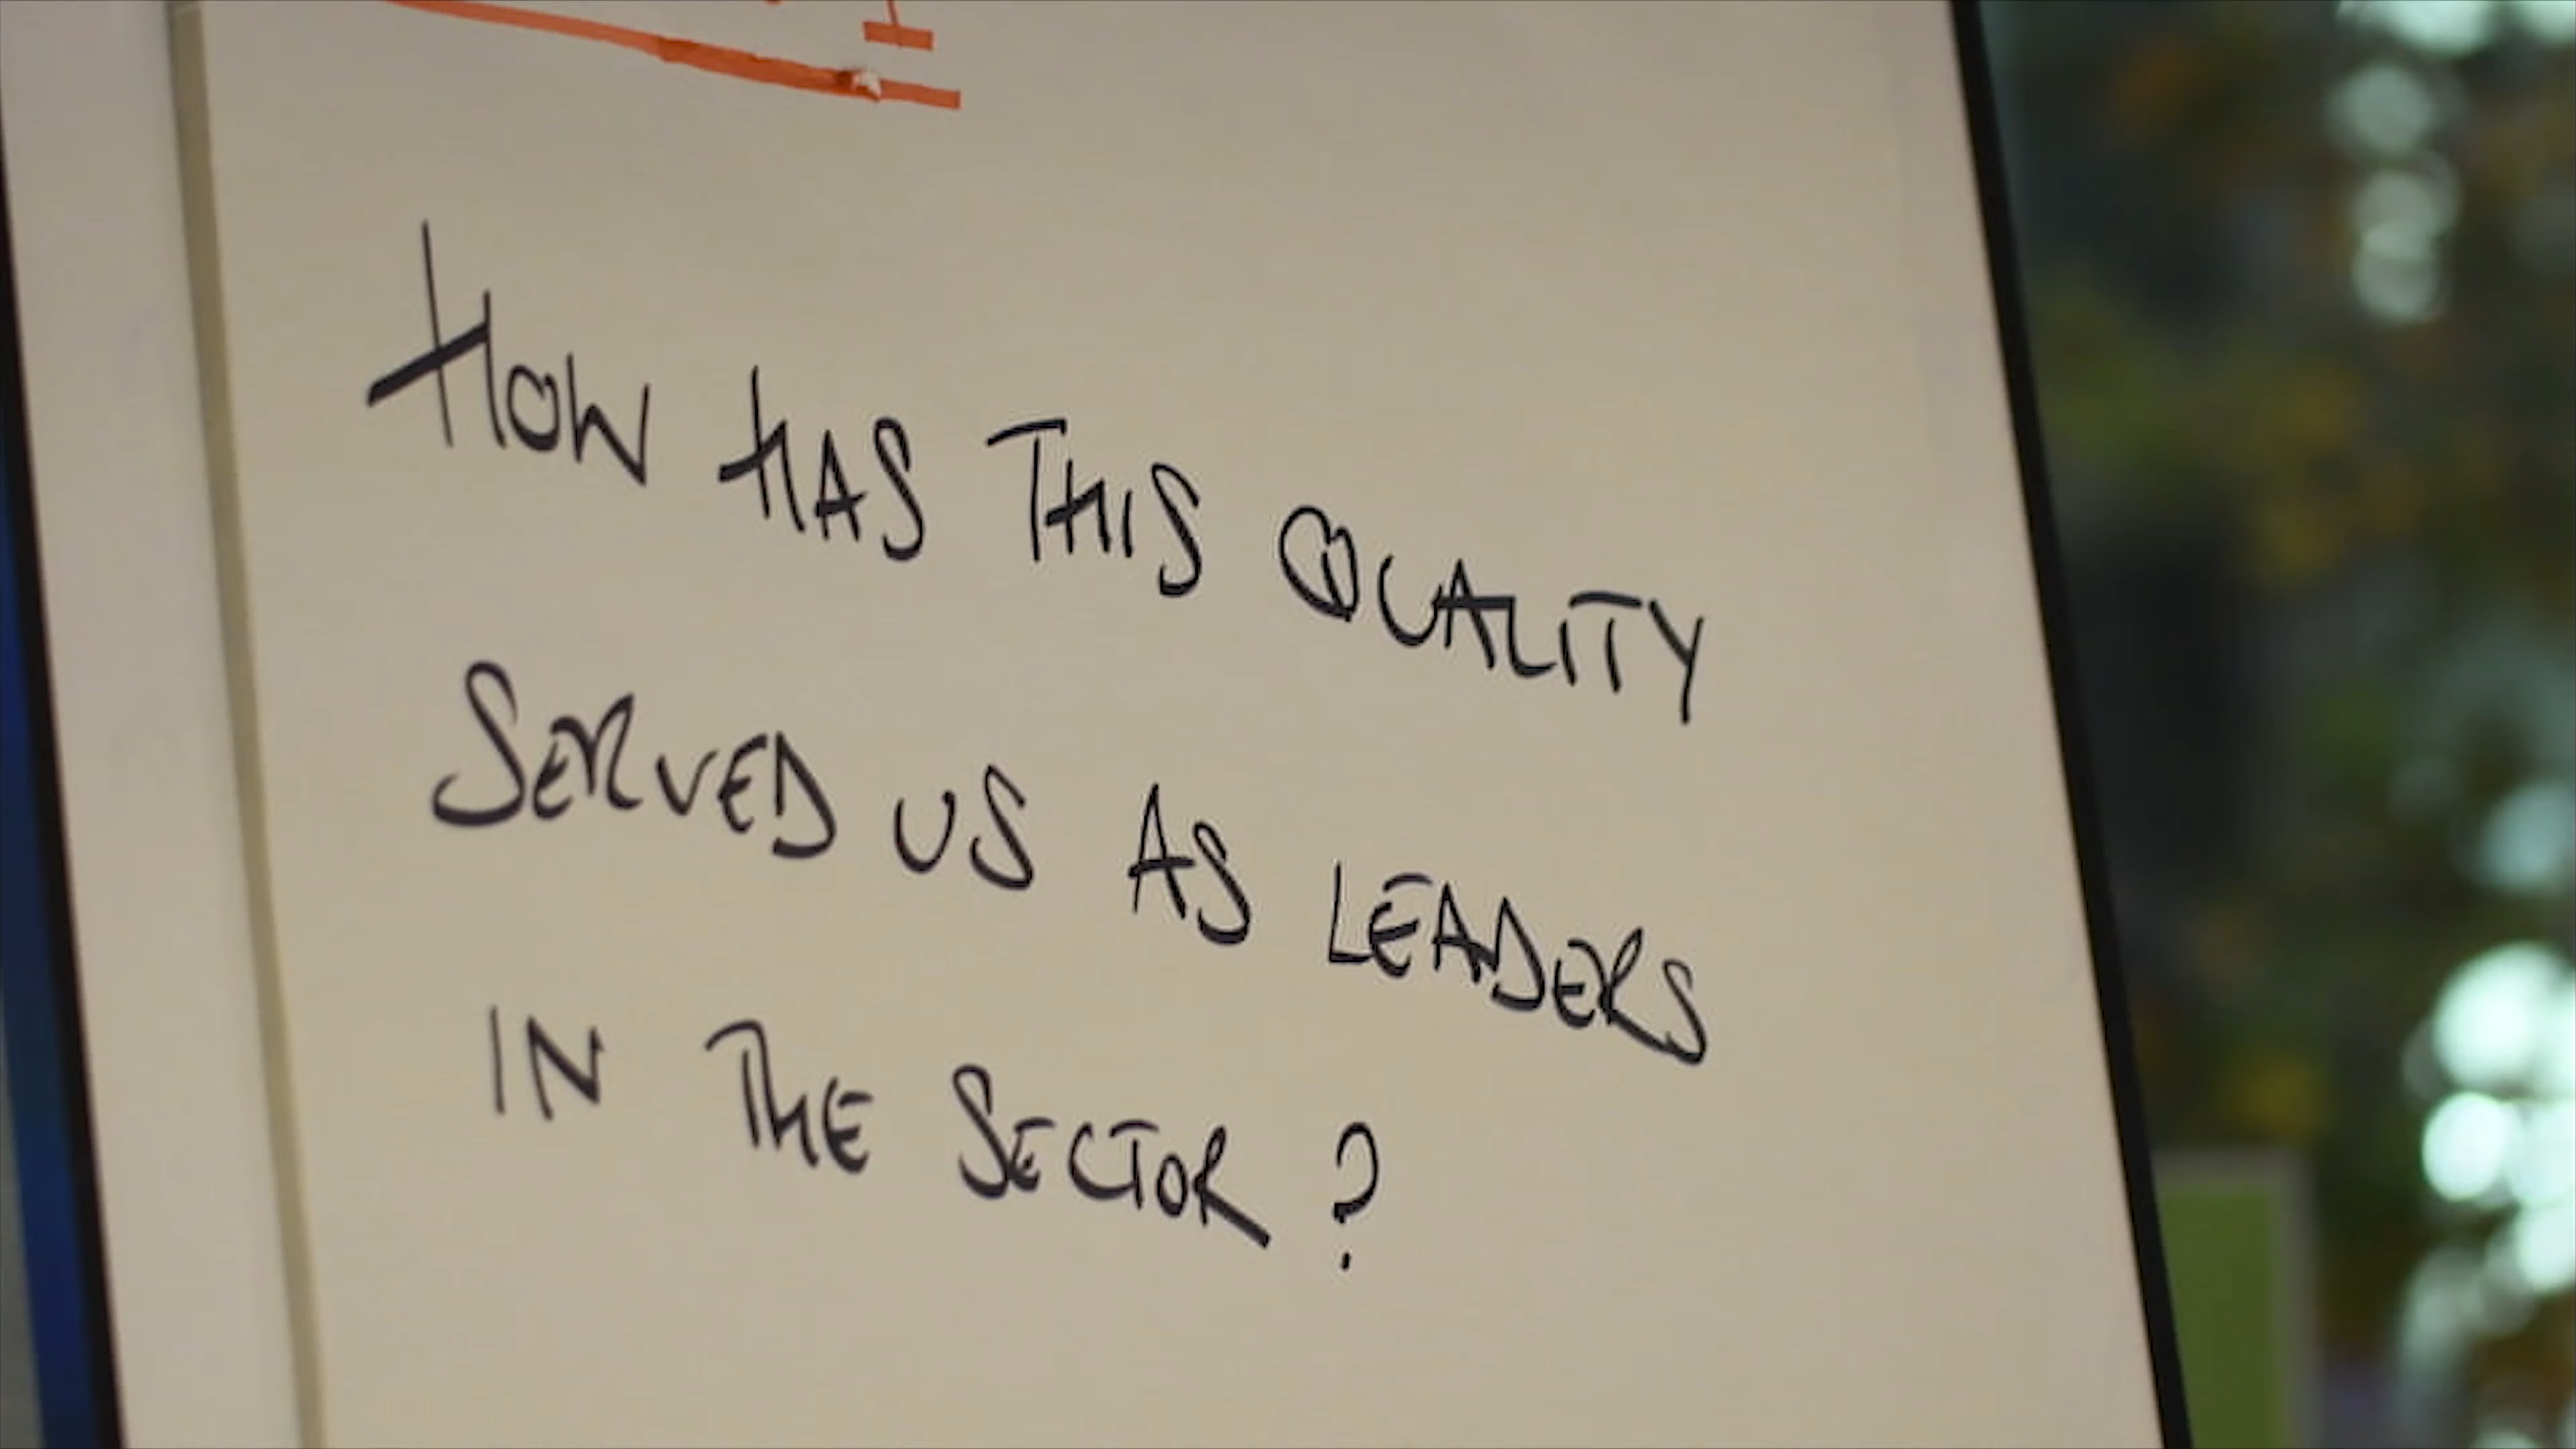 HOW HAS THIS QUALITY
SERVED US AS LEADERS
IN THE SECTOR?